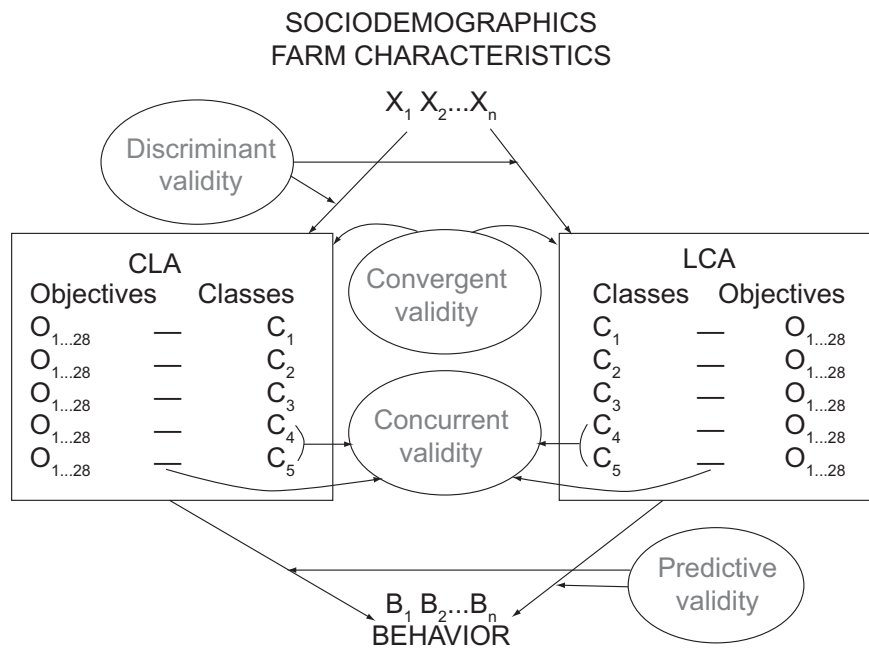 SOCIODEMOGRAPHICS
FARM CHARACTERISTICS
X₁ X₂...Xₙ
Discriminant
validity
CLA
Objectives Classes
O₁...₂₈ — C₁
O₁...₂₈ — C₂
O₁...₂₈ — C₃
O₁...₂₈ — C₄
O₁...₂₈ — C₅
Convergent
validity
Concurrent
validity
LCA
Classes Objectives
C₁ — O₁...₂₈
C₂ — O₁...₂₈
C₃ — O₁...₂₈
C₄ — O₁...₂₈
C₅ — O₁...₂₈
Predictive
validity
B₁ B₂...Bₙ
BEHAVIOR